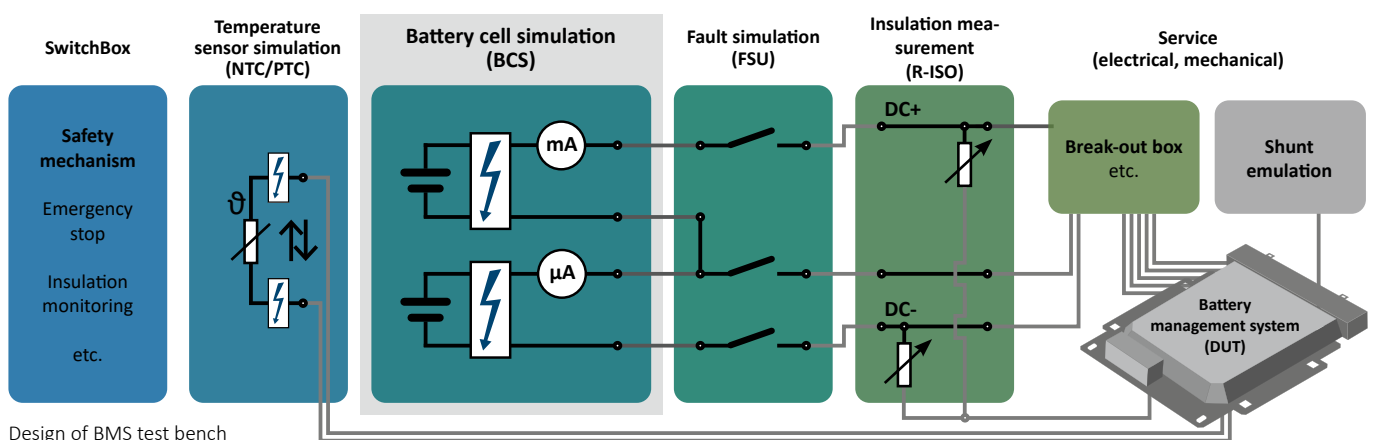 SwitchBox
Temperature
sensor simulation
(NTC/PTC)
Battery cell simulation
(BCS)
Fault simulation
(FSU)
Insulation mea-
surement
(R-ISO)
Service
(electrical, mechanical)
Safety
mechanism
Emergency
stop
Insulation
monitoring
etc.
ϑ
mA
µA
DC+
DC-
Break-out box
etc.
Shunt
emulation
Battery
management system
(DUT)
Design of BMS test bench